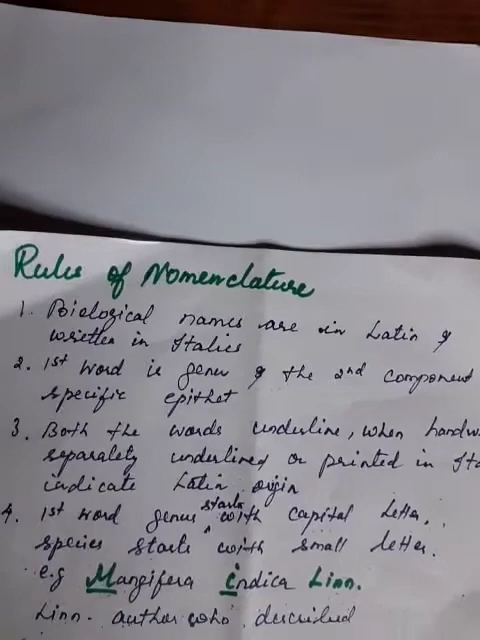 Rules of Nomenclature
1. Biological names are in Latin &
written in Italics
2. 1st word is genus & the 2nd component
specific epithet
3. Both the words underline, when handw
separately underlined or printed in Ita
indicate Latin origin
4. 1st word genus starts with capital letter,
species starts with small letter.
e.g Mangifera indica Linn.
Linn. author who described